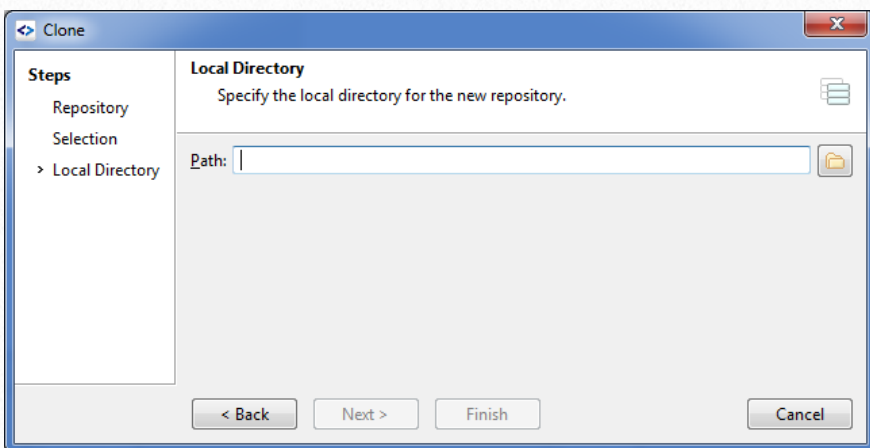 Clone
Steps
Repository
Selection
> Local Directory
Local Directory
Specify the local directory for the new repository.
Path:
< Back Next > Finish Cancel